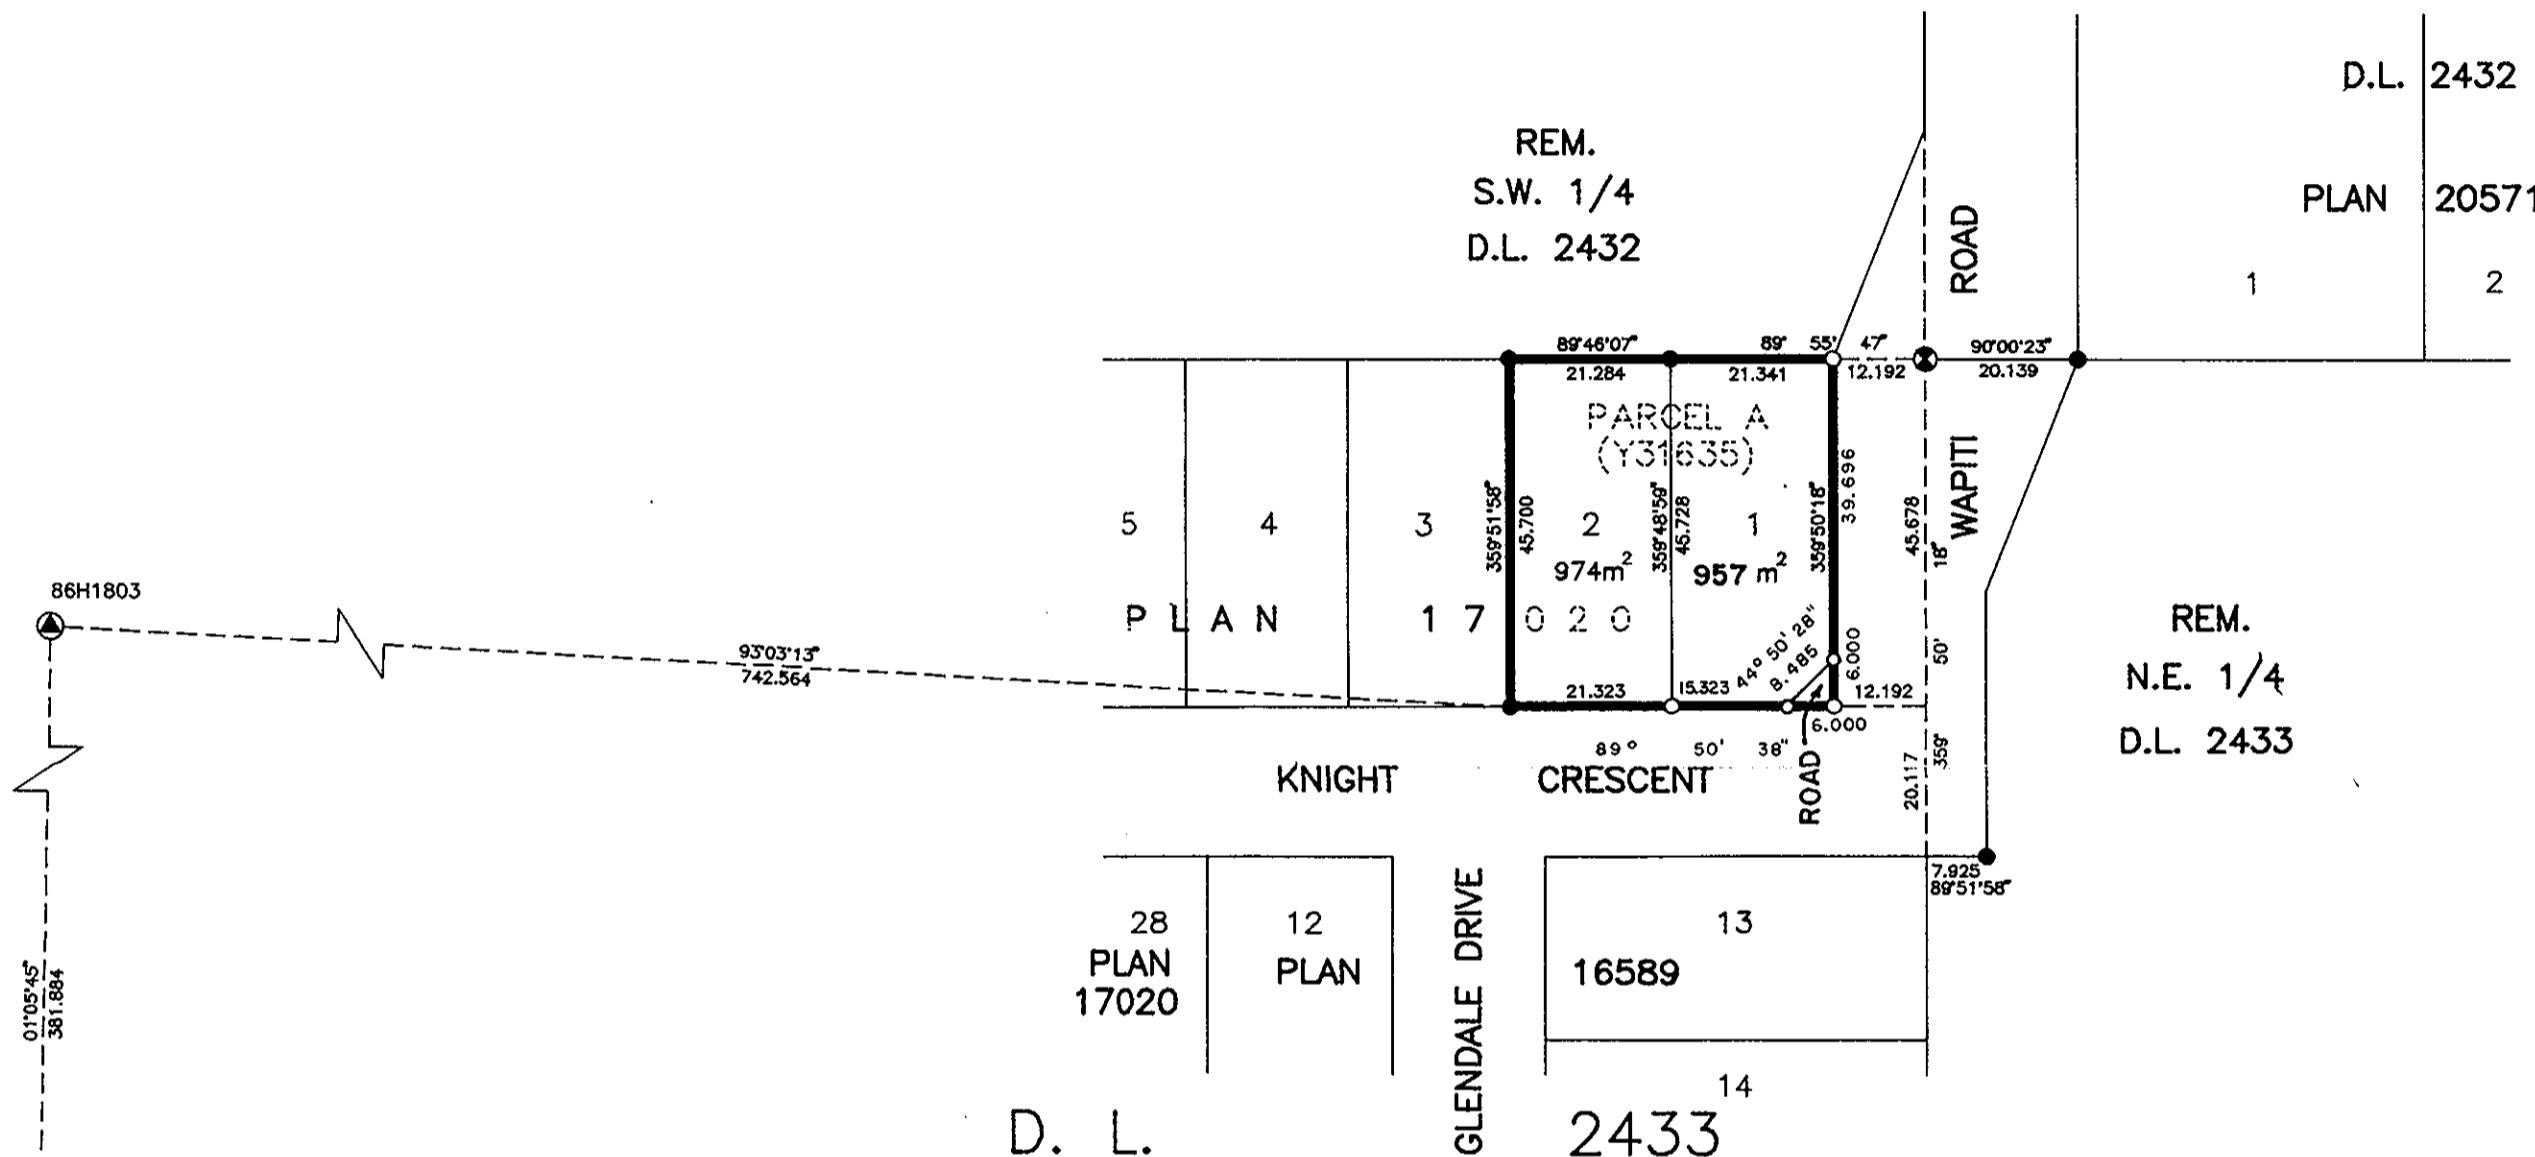 D.L. 2432
REM.
S.W. 1/4
D.L. 2432
PLAN 20571
ROAD
1
2
89°46'07"
89° 55' 47"
90°00'23"
21.284
21.341
12.192
20.139
PARCEL A
(Y31635)
WAPITI
39.696
359°51'58"
45.700
359°48'59"
45.728
359°50'18"
45.678
359° 50' 18"
5
4
3
2
1
974m²
957 m²
86H1803
PLAN 17020
REM.
N.E. 1/4
D.L. 2433
44° 50' 28"
8.485
6.000
93°03'13"
742.564
21.323
15.323
12.192
6.000
89° 50' 38"
20.117
KNIGHT CRESCENT
ROAD
7.925
89°51'58"
GLENDALE DRIVE
28
12
13
PLAN
17020
PLAN
16589
01°05'45"
381.884
14
D. L. 2433